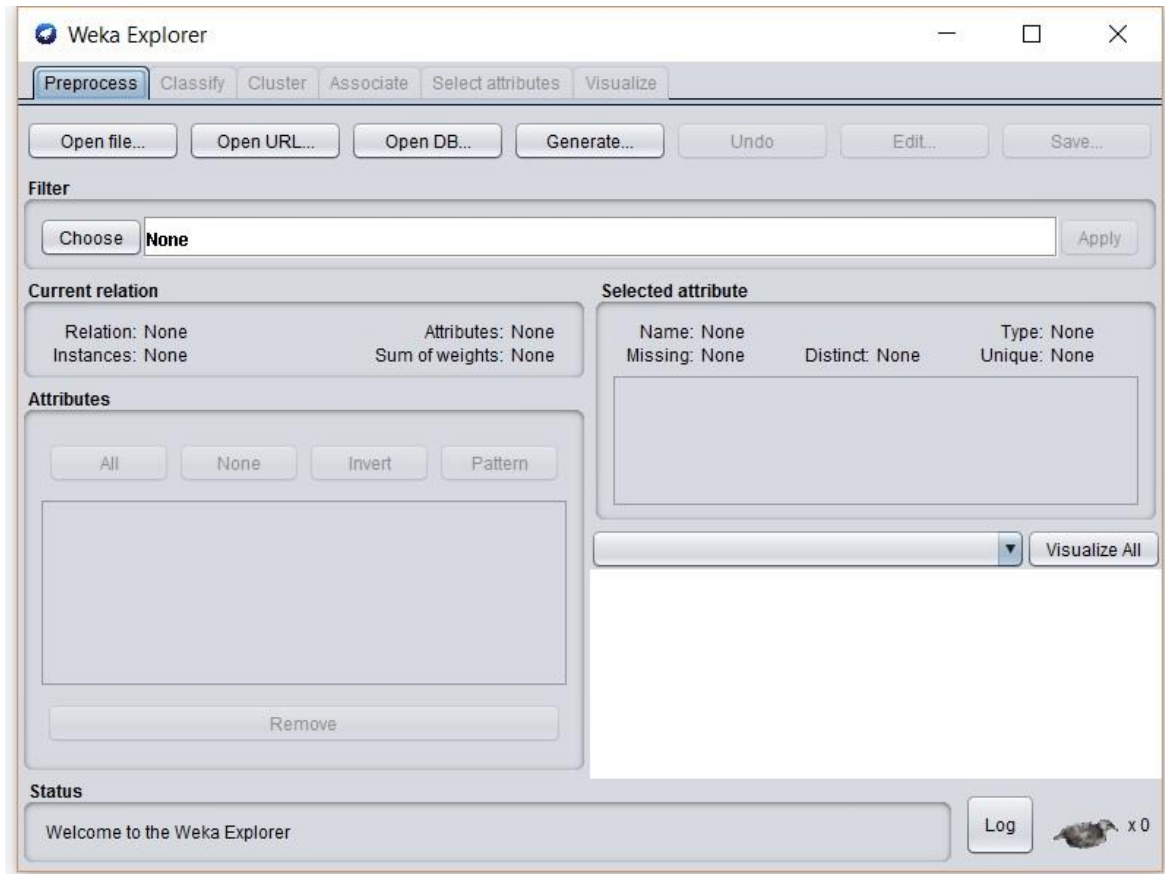 Weka Explorer
Preprocess Classify Cluster Associate Select attributes Visualize
Open file... Open URL... Open DB... Generate... Undo Edit... Save...
Filter
Choose None Apply
Current relation
Relation: None Attributes: None
Instances: None Sum of weights: None
Selected attribute
Name: None Type: None
Missing: None Distinct: None Unique: None
Attributes
All None Invert Pattern
Remove
Visualize All
Status
Welcome to the Weka Explorer
Log x 0